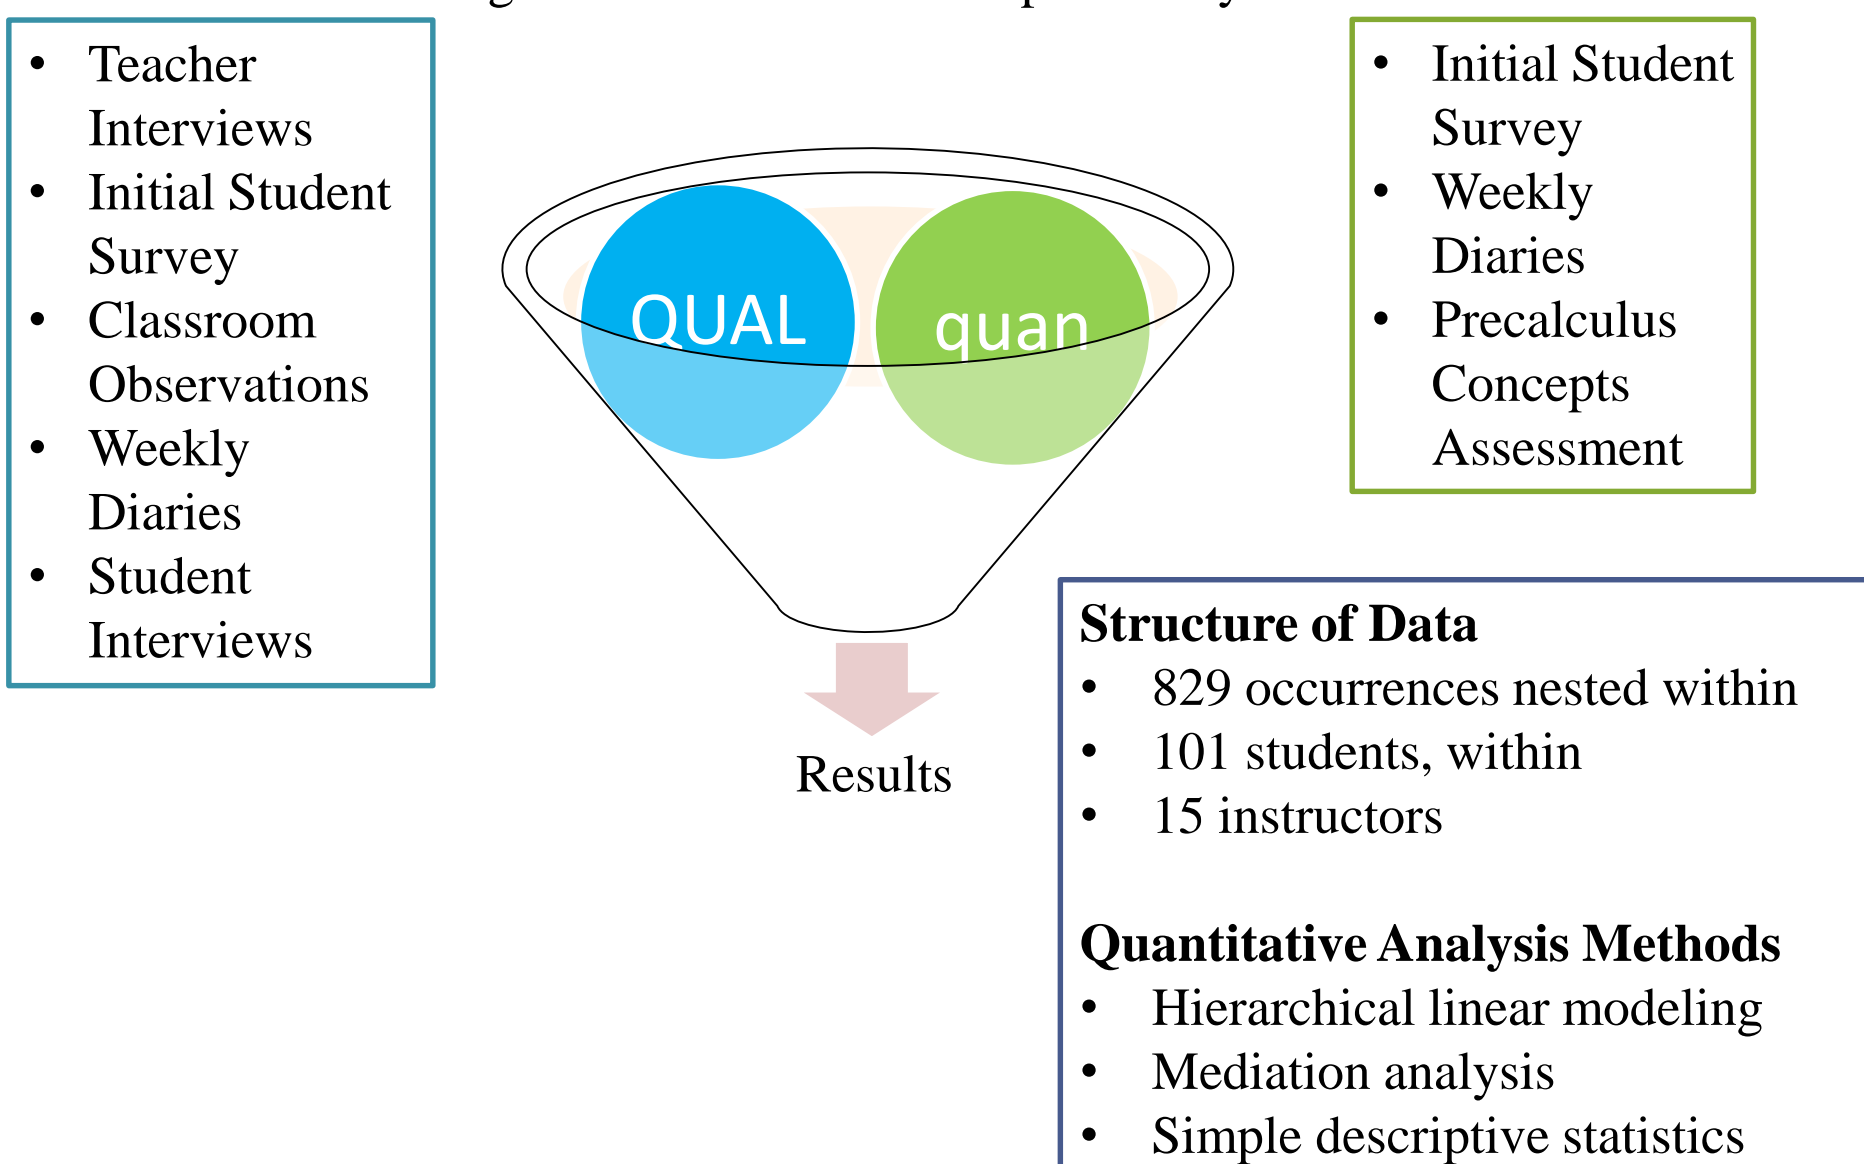 • Teacher
Interviews
• Initial Student
Survey
• Classroom
Observations
• Weekly
Diaries
• Student
Interviews
QUAL
quan
Results
• Initial Student
Survey
• Weekly
Diaries
• Precalculus
Concepts
Assessment
Structure of Data
• 829 occurrences nested within
• 101 students, within
• 15 instructors
Quantitative Analysis Methods
• Hierarchical linear modeling
• Mediation analysis
• Simple descriptive statistics